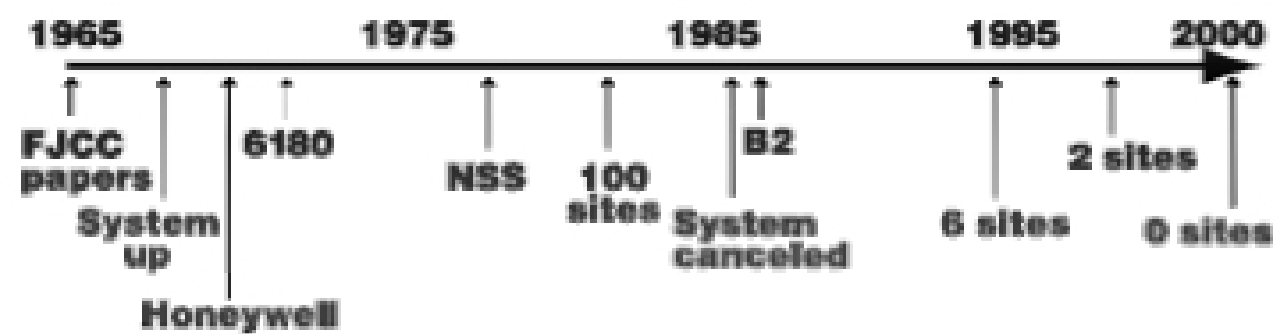 1965 1975 1985 1995 2000
FJCC
papers
System
up
Honeywell
6180
NSS
100
sites
System
canceled
B2
6 sites
2 sites
0 sites